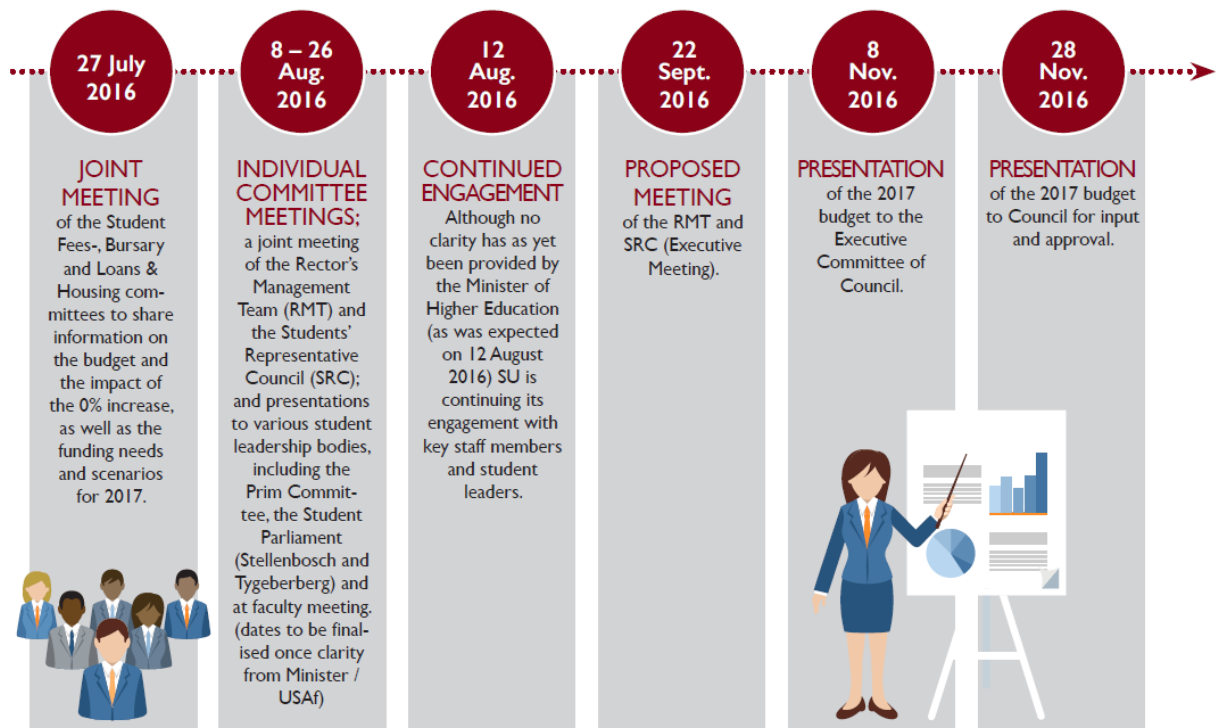 27 July
2016
JOINT
MEETING
of the Student
Fees-, Bursary
and Loans &
Housing com-
mittees to share
information on
the budget and
the impact of
the 0% increase,
as well as the
funding needs
and scenarios
for 2017.
8 – 26
Aug.
2016
INDIVIDUAL
COMMITTEE
MEETINGS;
a joint meeting
of the Rector’s
Management
Team (RMT) and
the Students’
Representative
Council (SRC);
and presentations
to various student
leadership bodies,
including the
Prim Commit-
tee, the Student
Parliament
(Stellenbosch and
Tygeberberg) and
at faculty meeting.
(dates to be final-
ised once clarity
from Minister /
USAf)
12
Aug.
2016
CONTINUED
ENGAGEMENT
Although no
clarity has as yet
been provided by
the Minister of
Higher Education
(as was expected
on 12 August
2016) SU is
continuing its
engagement with
key staff members
and student
leaders.
22
Sept.
2016
PROPOSED
MEETING
of the RMT and
SRC (Executive
Meeting).
8
Nov.
2016
PRESENTATION
of the 2017
budget to the
Executive
Committee of
Council.
28
Nov.
2016
PRESENTATION
of the 2017 budget
to Council for input
and approval.